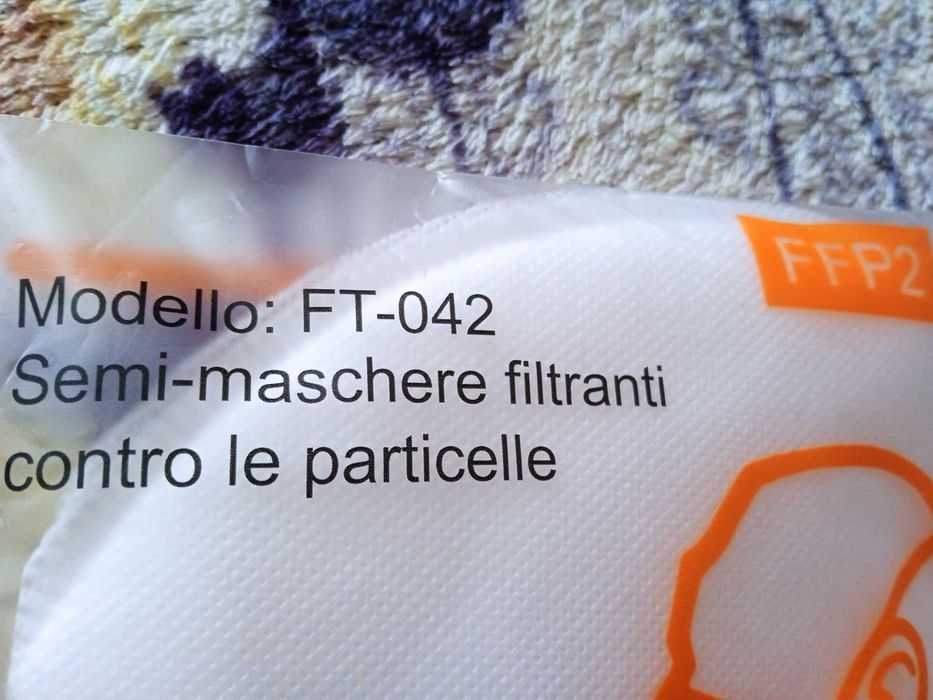 FFP2
Modello: FT-042
Semi-maschere filtranti
contro le particelle